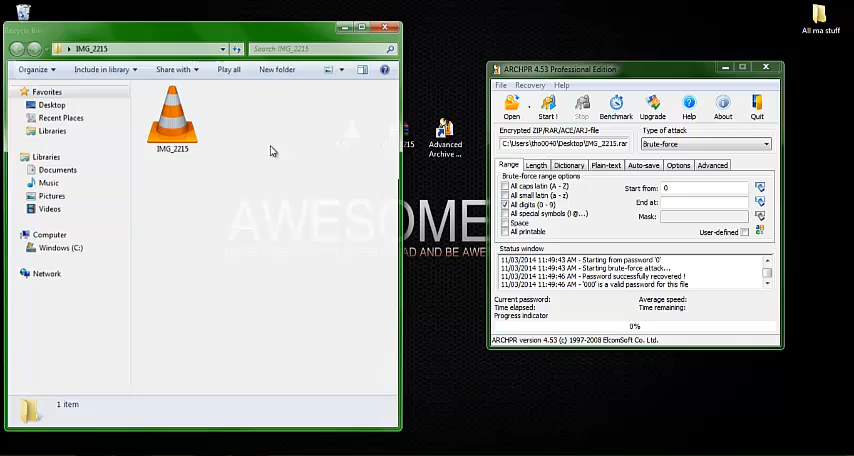 Recycle Bin
All ma stuff
IMG_2215
Search IMG_2215
Organize
Include in library
Share with
Play all
New folder
Favorites
Desktop
Recent Places
Libraries
Libraries
Documents
Music
Pictures
Videos
Computer
Windows (C:)
Network
IMG_2215
1 item
2215
Advanced
Archive ...
AWESOME
AND BE AWE
ARCHPR 4.53 Professional Edition
File Recovery Help
Open Start ! Stop Benchmark Upgrade Help About Quit
Encrypted ZIP/RAR/ACE/ARJ-file
C:\Users\tho0040\Desktop\IMG_2215.rar
Type of attack
Brute-force
Range Length Dictionary Plain-text Auto-save Options Advanced
Brute-force range options
All caps latin (A - Z)
All small latin (a - z)
All digits (0 - 9)
All special symbols (!@...)
Space
All printable
Start from: 0
End at:
Mask:
User-defined
Status window
11/03/2014 11:49:43 AM - Starting from password '0'
11/03/2014 11:49:43 AM - Starting brute-force attack...
11/03/2014 11:49:46 AM - Password successfully recovered !
11/03/2014 11:49:46 AM - '000' is a valid password for this file
Current password:
Average speed:
Time elapsed:
Time remaining:
Progress indicator
0%
ARCHPR version 4.53 (c) 1997-2008 ElcomSoft Co. Ltd.